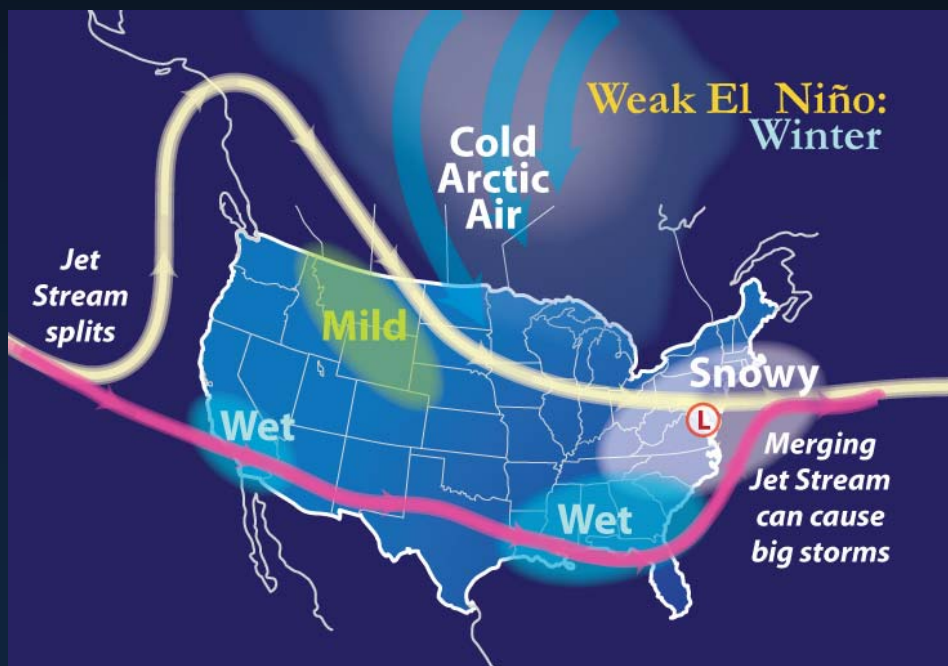 Weak El Niño:
Winter
Cold
Arctic
Air
Jet
Stream
splits
Mild
Snowy
Wet
L
Merging
Jet Stream
can cause
big storms
Wet